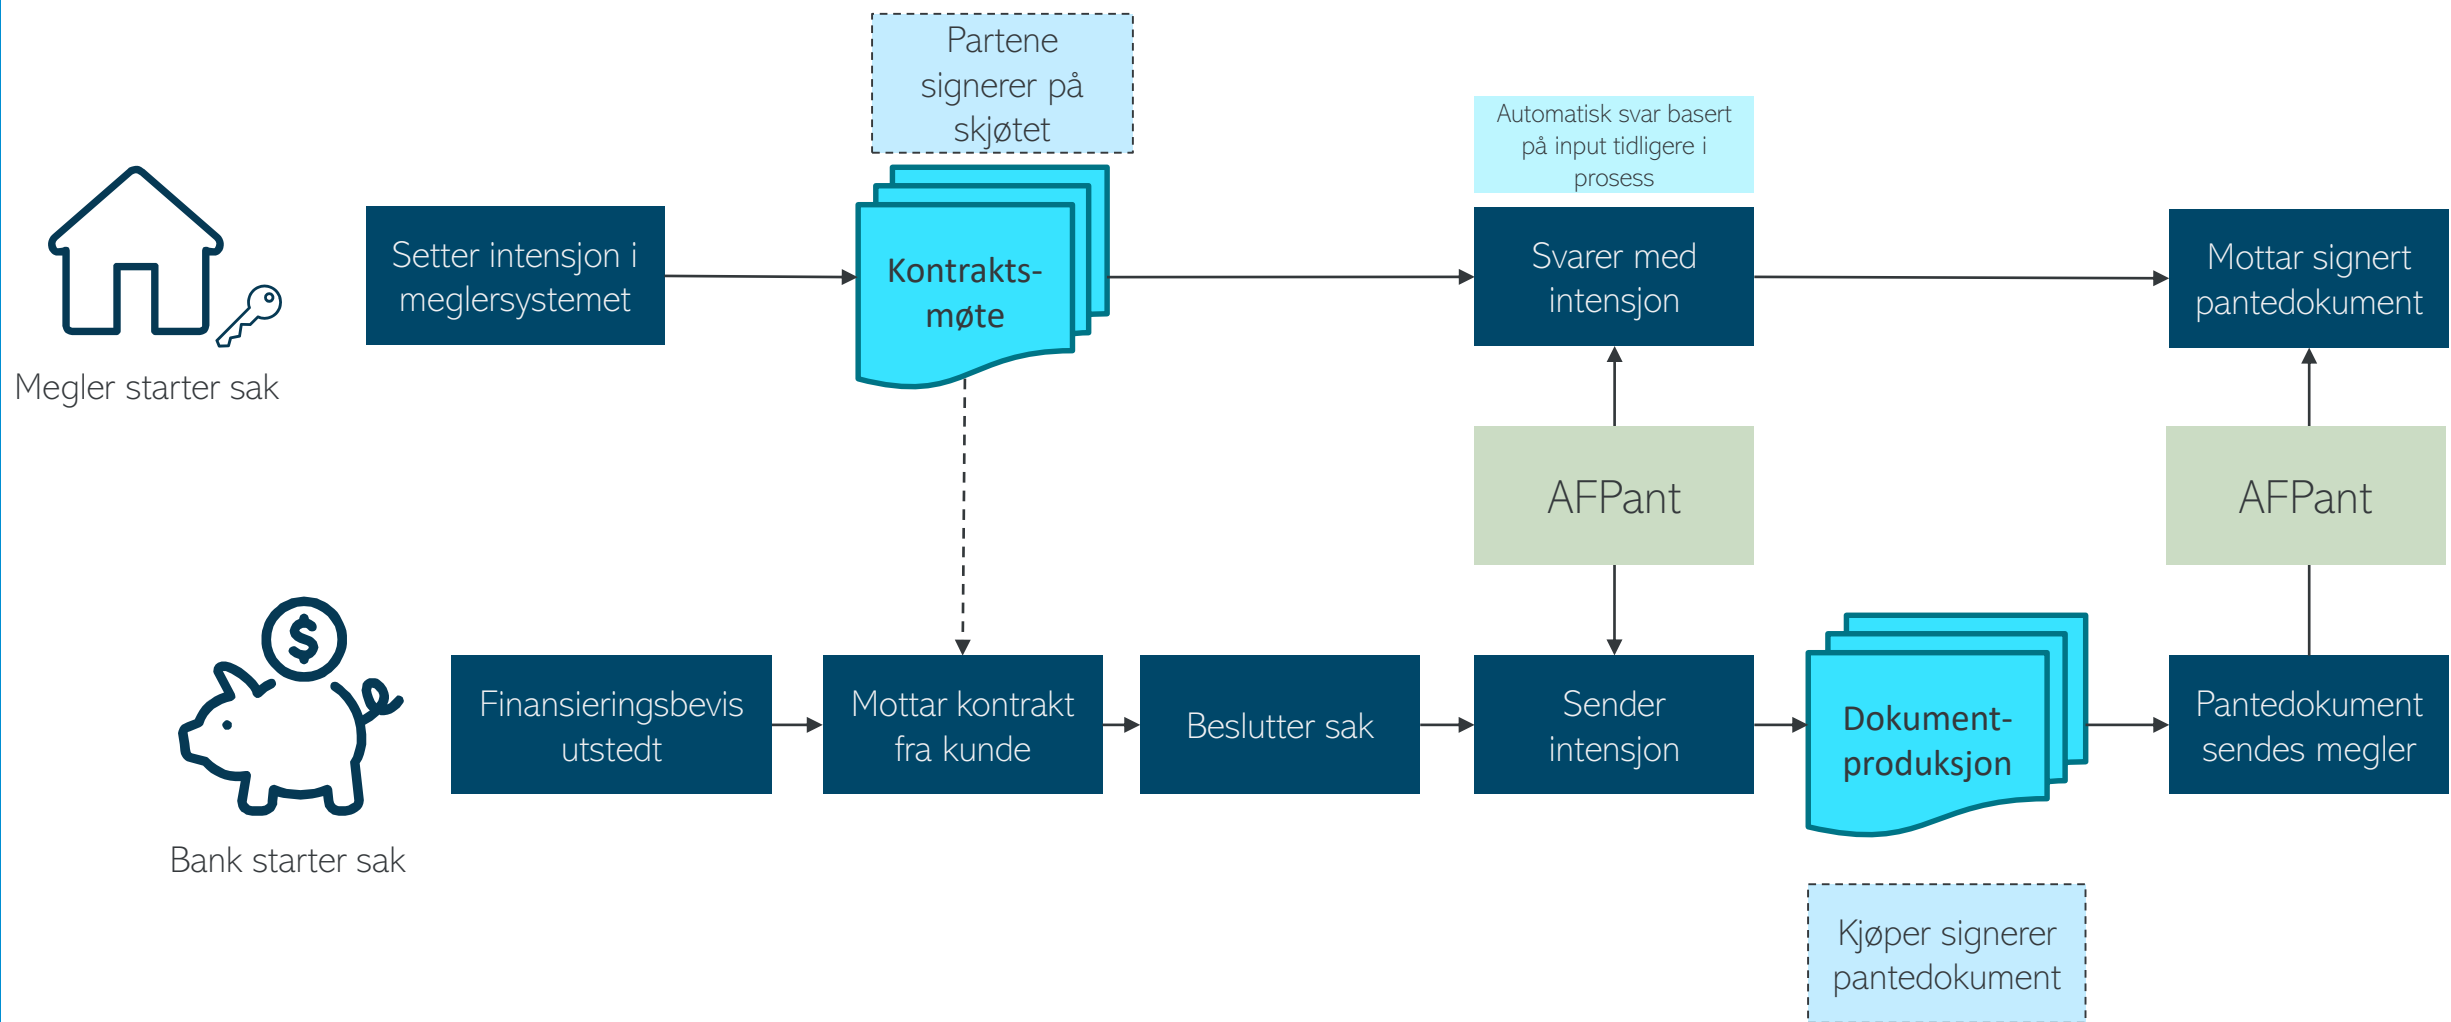 Partene
signerer på
skjøtet
Automatisk svar basert
på input tidligere i
prosess
Setter intensjon i
meglersystemet
Kontrakts-
møte
Svarer med
intensjon
Mottar signert
pantedokument
Megler starter sak
AFPant
AFPant
$
Finansieringsbevis
utstedt
Mottar kontrakt
fra kunde
Beslutter sak
Sender
intensjon
Dokument-
produksjon
Pantedokument
sendes megler
Bank starter sak
Kjøper signerer
pantedokument